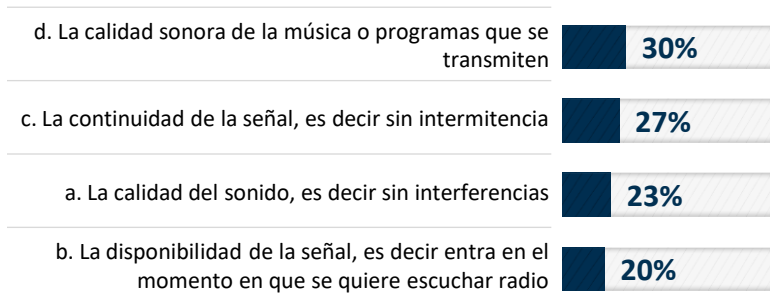 d. La calidad sonora de la música o programas que se
transmiten
30%
c. La continuidad de la señal, es decir sin intermitencia
27%
a. La calidad del sonido, es decir sin interferencias
23%
b. La disponibilidad de la señal, es decir entra en el
momento en que se quiere escuchar radio
20%